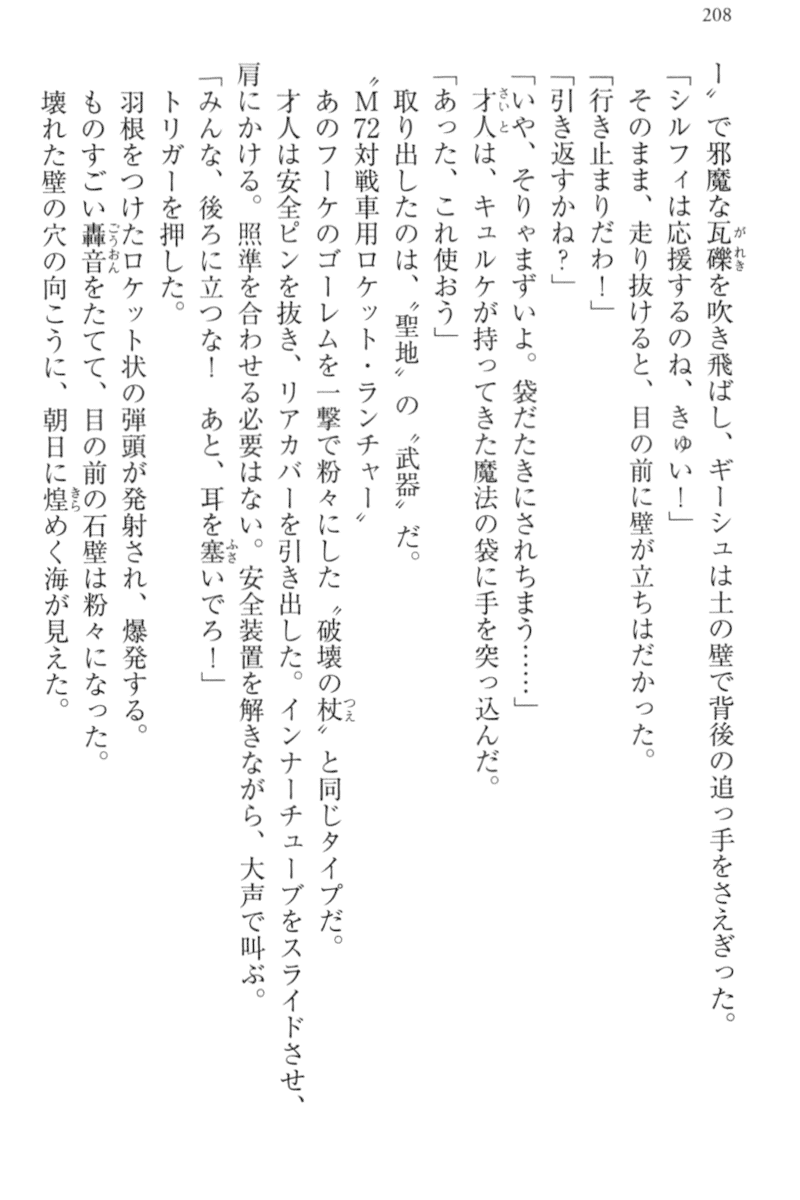 208
ー〟で邪魔な瓦礫を吹き飛ばし、ギーシュは土の壁で背後の追っ手をさえぎった。
「シルフィは応援するのね、きゅい！」
そのまま、走り抜けると、目の前に壁が立ちはだかった。
「行き止まりだわ！」
「引き返すかね？」
「いや、そりゃまずいよ。袋だたきにされちまう……」
才人は、キュルケが持ってきた魔法の袋に手を突っ込んだ。
「あった、これ使おう」
取り出したのは、〝聖地〟の〝武器〟だ。
〝M72対戦車用ロケット・ランチャー〟
あのフーケのゴーレムを一撃で粉々にした〝破壊の杖〟と同じタイプだ。
才人は安全ピンを抜き、リアカバーを引き出した。インナーチューブをスライドさせ、
肩にかける。照準を合わせる必要はない。安全装置を解きながら、大声で叫ぶ。
「みんな、後ろに立つな！　あと、耳を塞いでろ！」
トリガーを押した。
羽根をつけたロケット状の弾頭が発射され、爆発する。
ものすごい轟音をたてて、目の前の石壁は粉々になった。
壊れた壁の穴の向こうに、朝日に煌めく海が見えた。